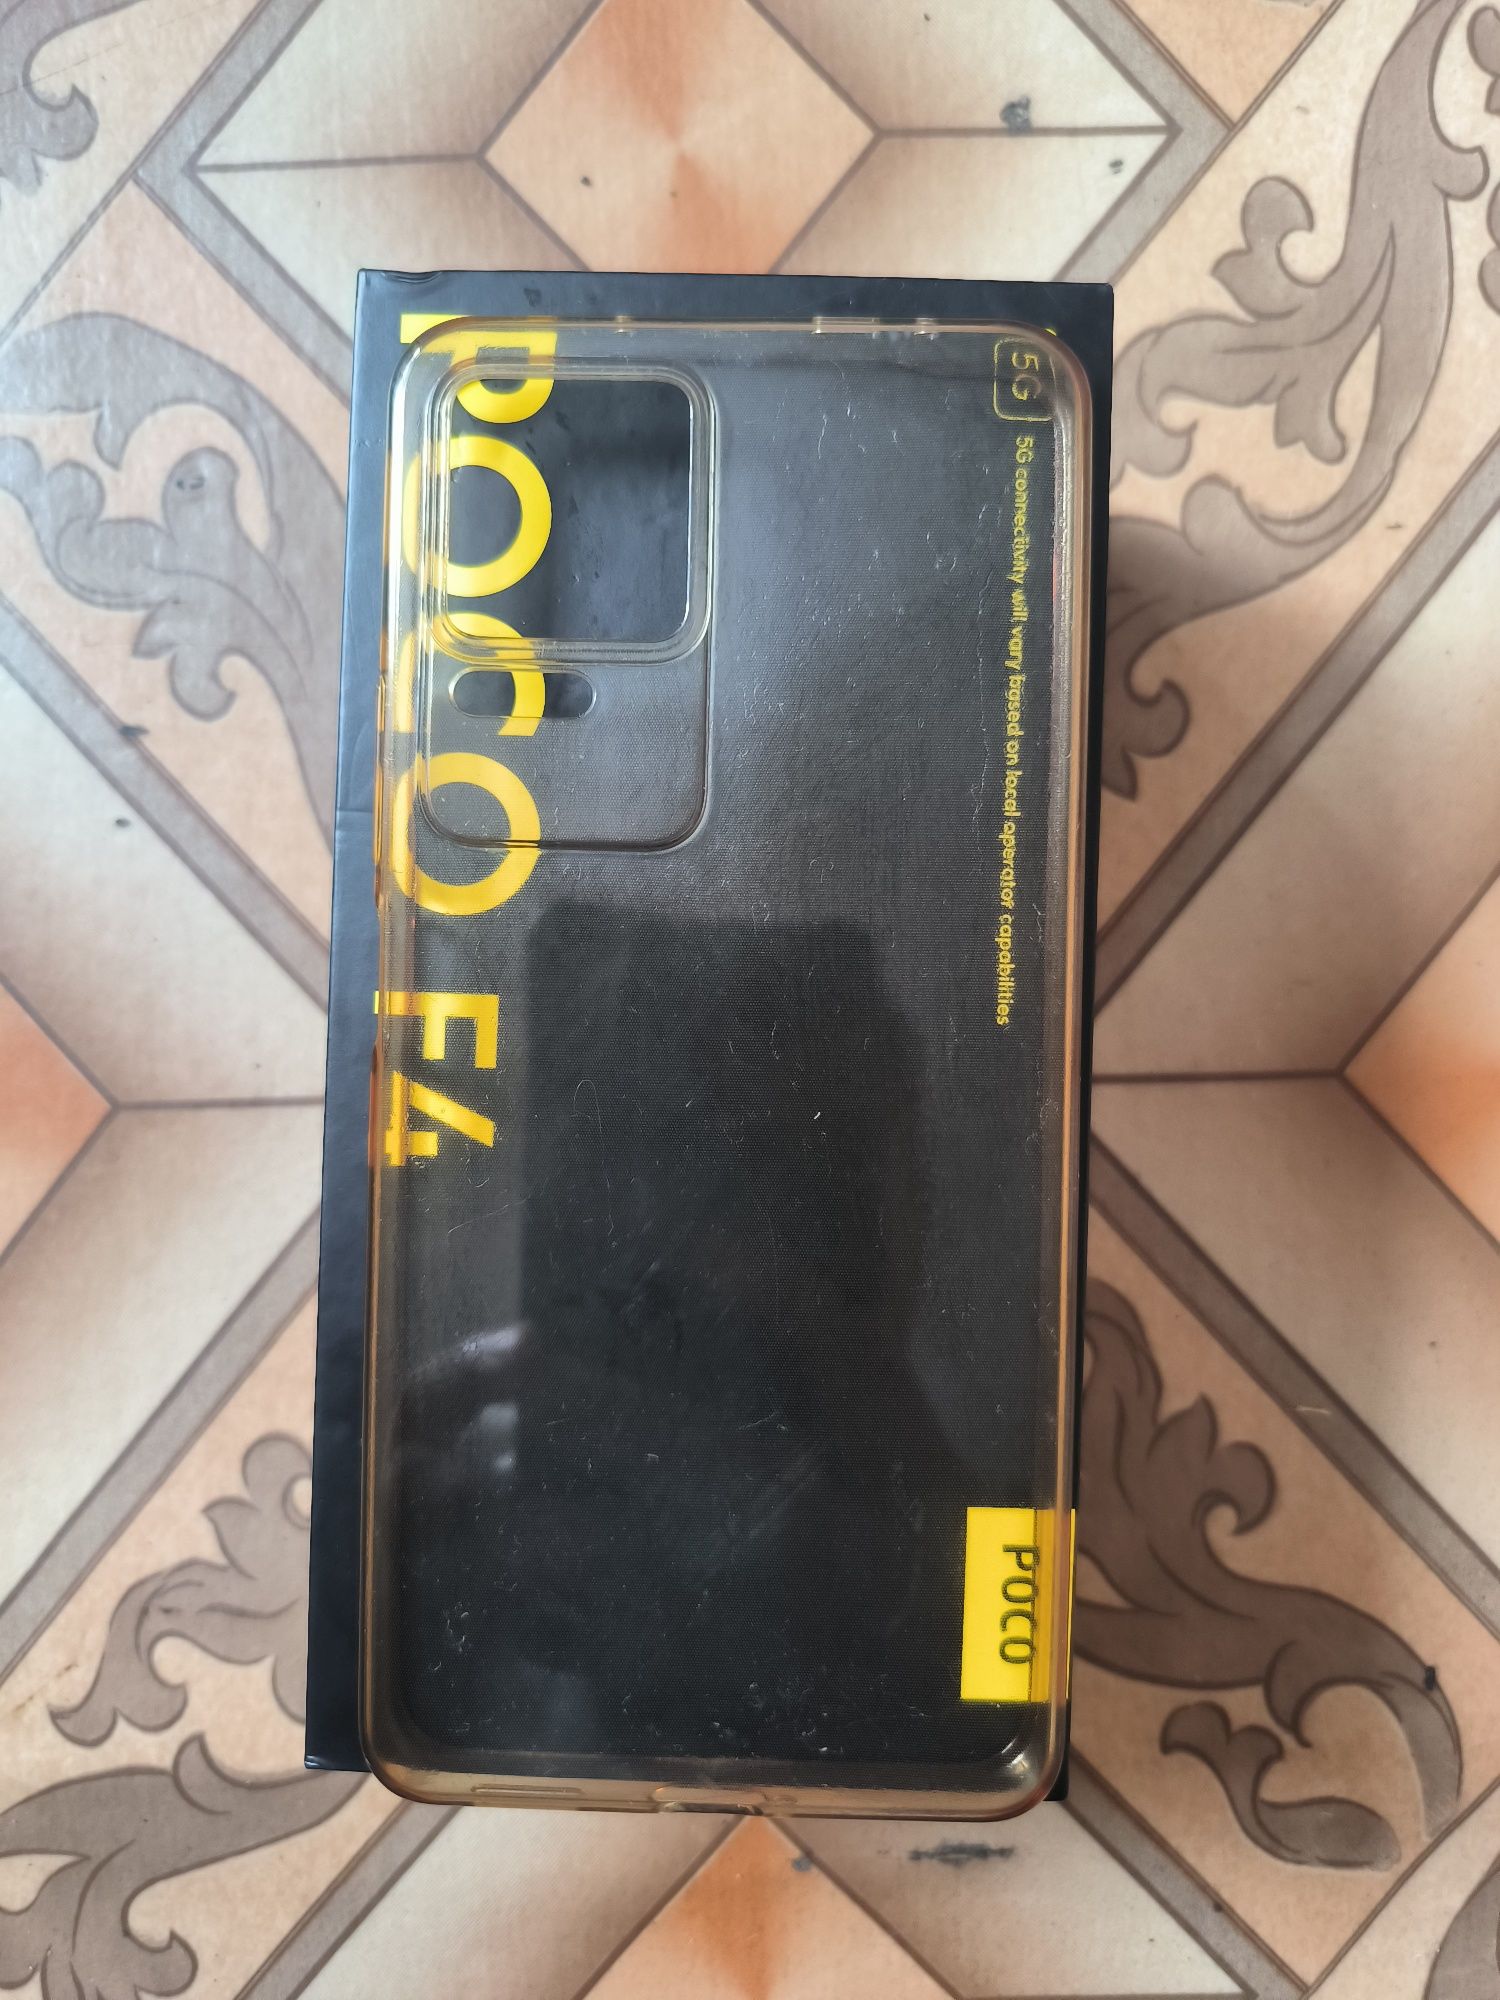 POCO F4
5G 5G connectivity will vary based on local operator capabilities
POCO